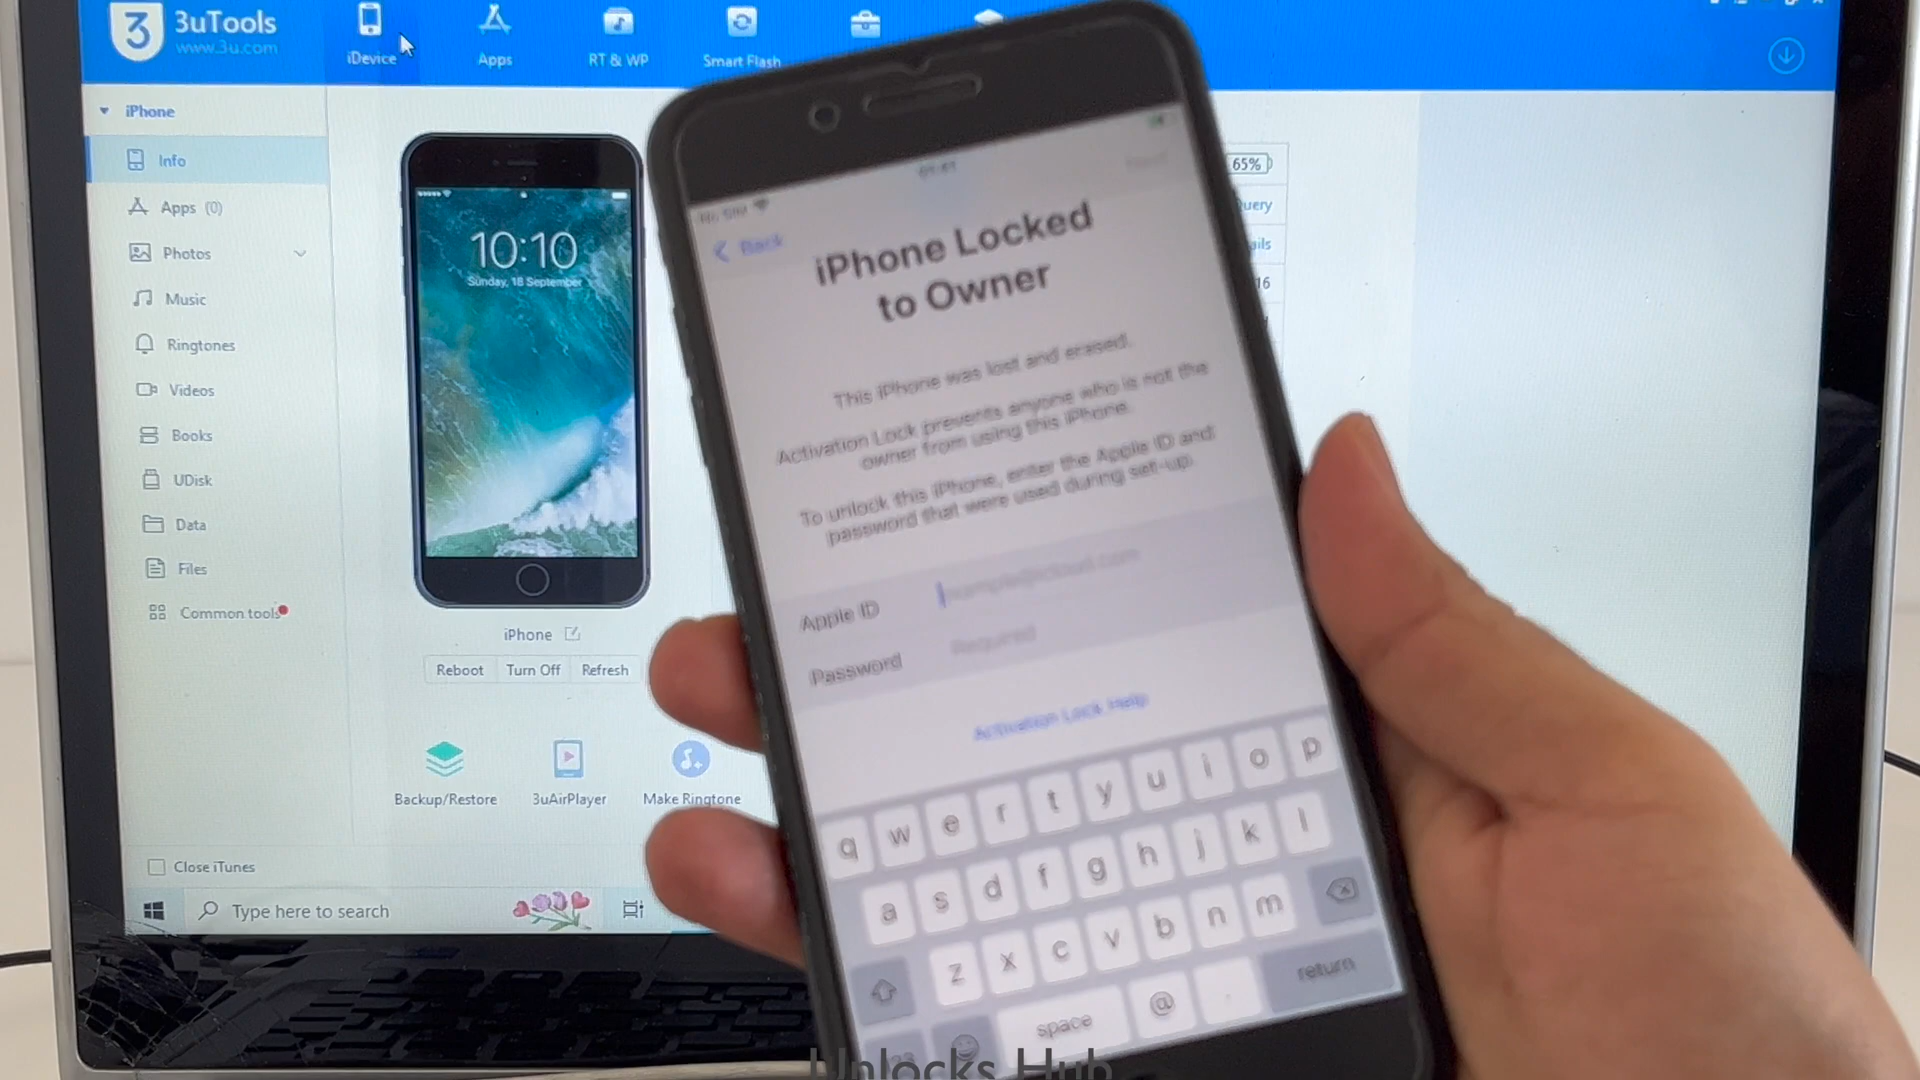 3uTools
www.3u.com
iDevice
Apps
RT & WP
Smart Flash
iPhone
Info
Apps (0)
Photos
Music
Ringtones
Videos
Books
UDisk
Data
Files
Common tools
Close iTunes
Type here to search
10:10
Sunday, 18 September
iPhone
Reboot
Turn Off
Refresh
Backup/Restore
3uAirPlayer
Make Ringtone
65%
No SIM
Back
iPhone Locked
to Owner
This iPhone was lost and erased.
Activation Lock prevents anyone who is not the
owner from using this iPhone.
To unlock this iPhone, enter the Apple ID and
password that were used during set-up.
Apple ID
example@icloud.com
Password
Required
Activation Lock Help
q w e r t y u i o p
a s d f g h j k l
z x c v b n m
space @ . return
Unlocks Hub